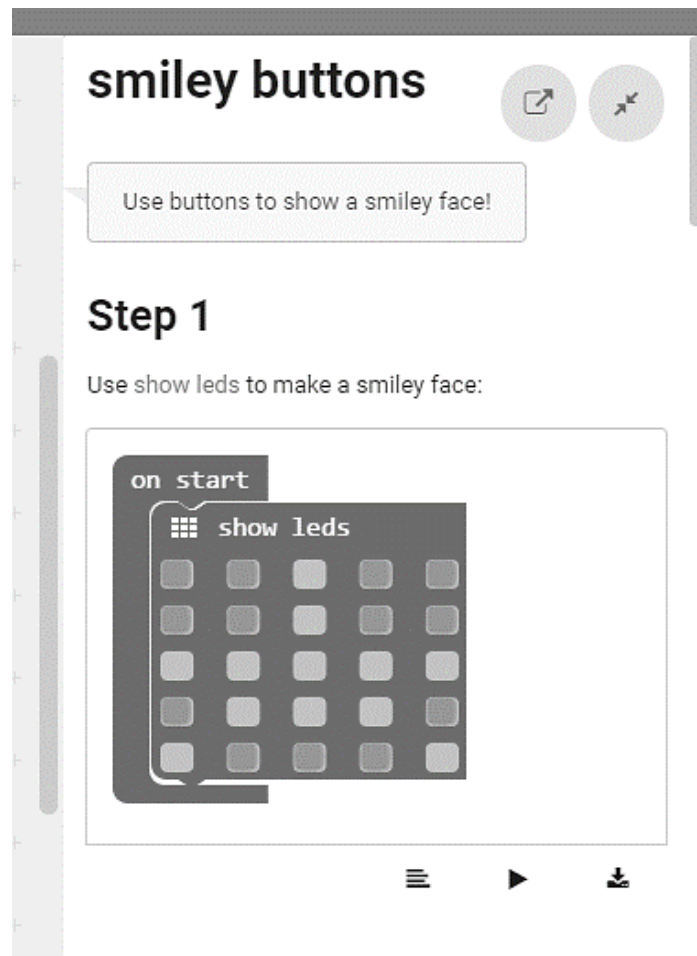 smiley buttons
Use buttons to show a smiley face!
Step 1
Use show leds to make a smiley face:
on start
show leds